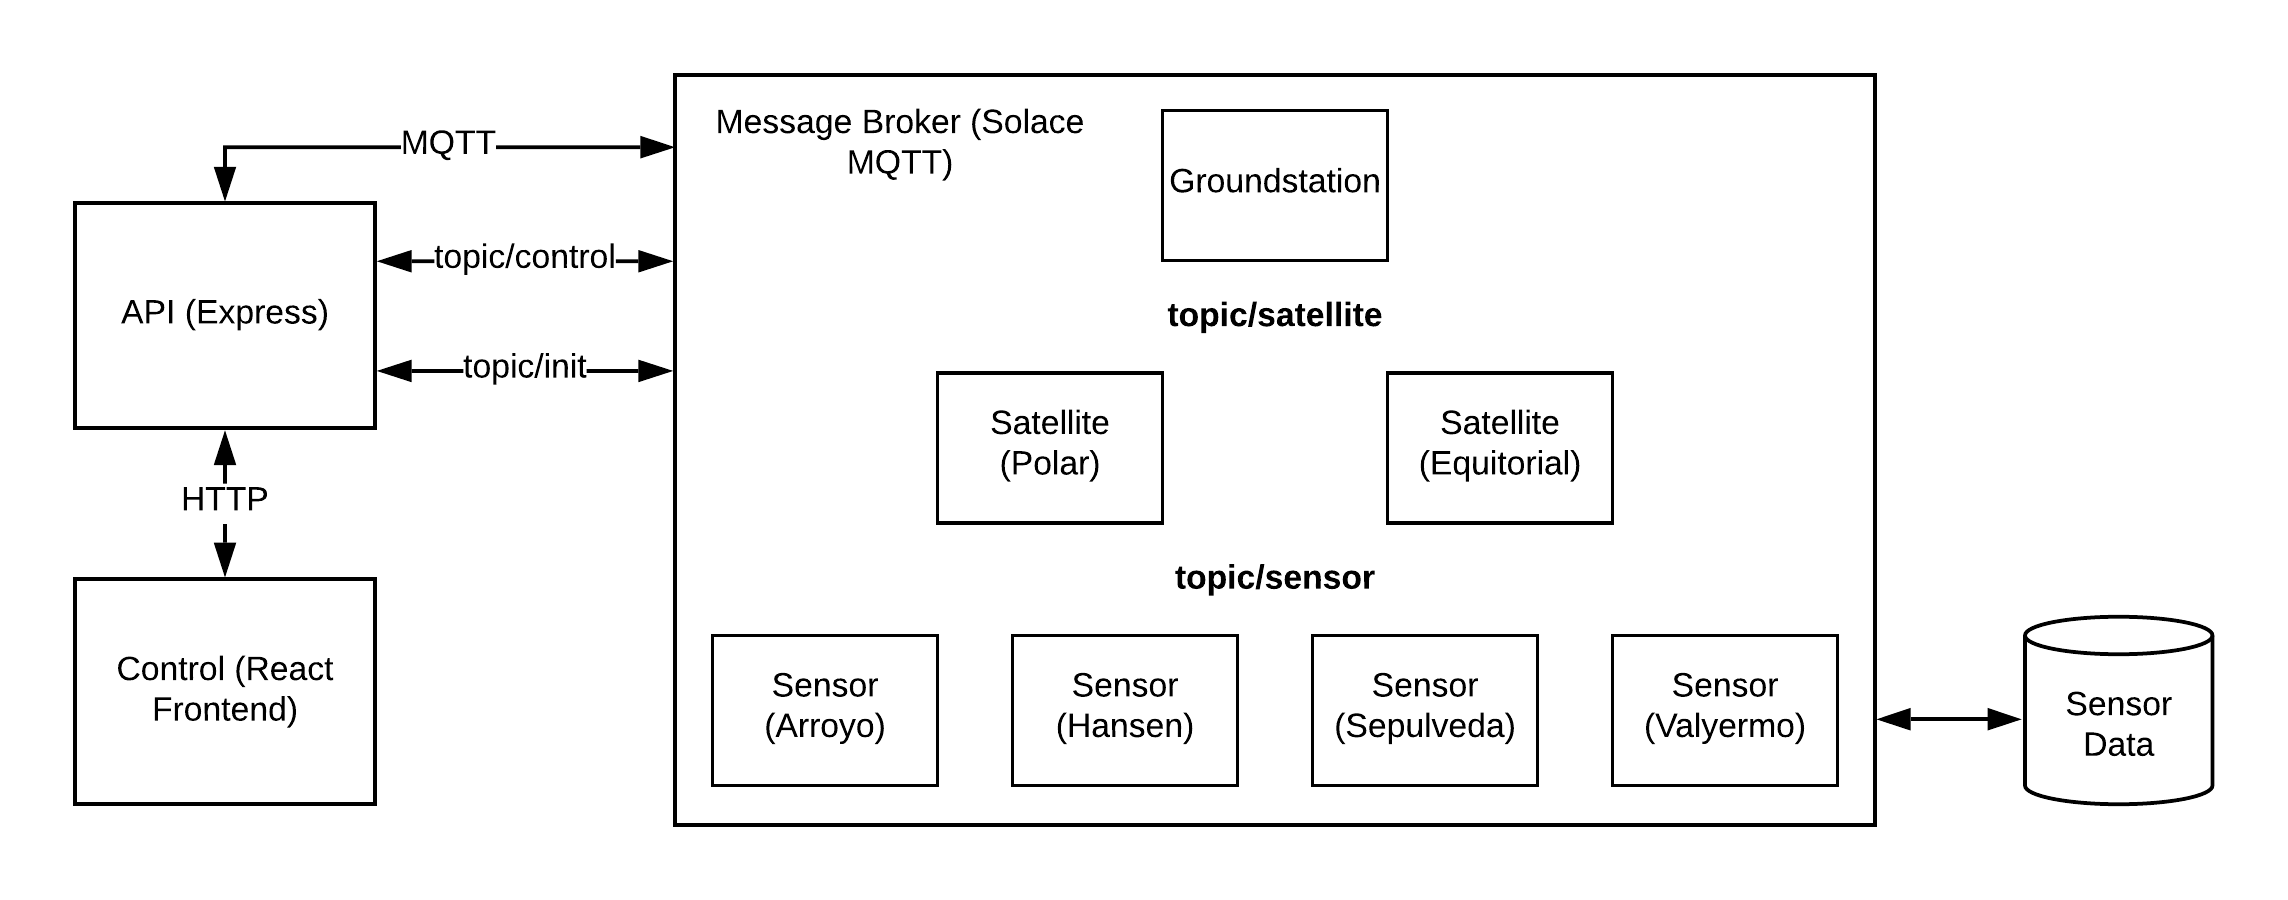 Message Broker (Solace
MQTT)
MQTT
Groundstation
topic/control
API (Express)
topic/satellite
topic/init
Satellite
(Polar)
Satellite
(Equitorial)
HTTP
topic/sensor
Control (React
Frontend)
Sensor
(Arroyo)
Sensor
(Hansen)
Sensor
(Sepulveda)
Sensor
(Valyermo)
Sensor
Data